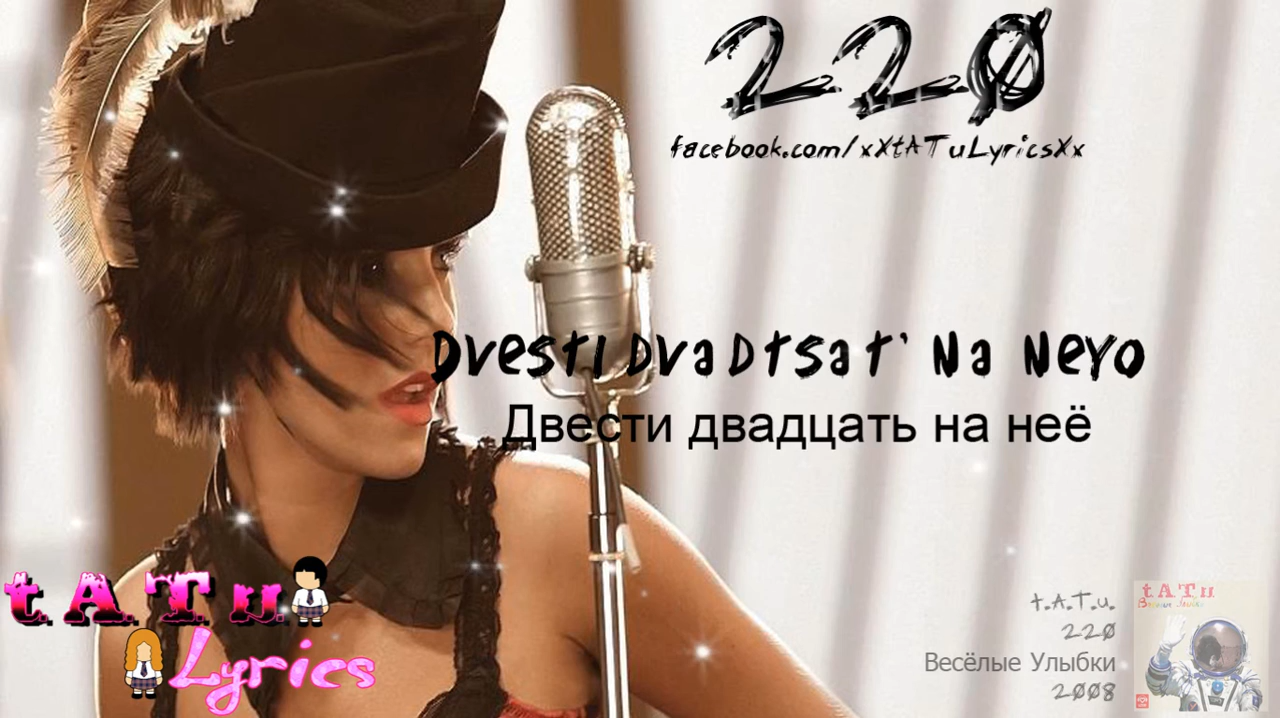 220
facebook.com/xXtATuLyricsXx
Dvesti Dvadtsat' Na Neyo
Двести двадцать на неё
t.A.T.u.
Lyrics
t.A.T.u.
220
Весёлые Улыбки
2008
t.A.T.u